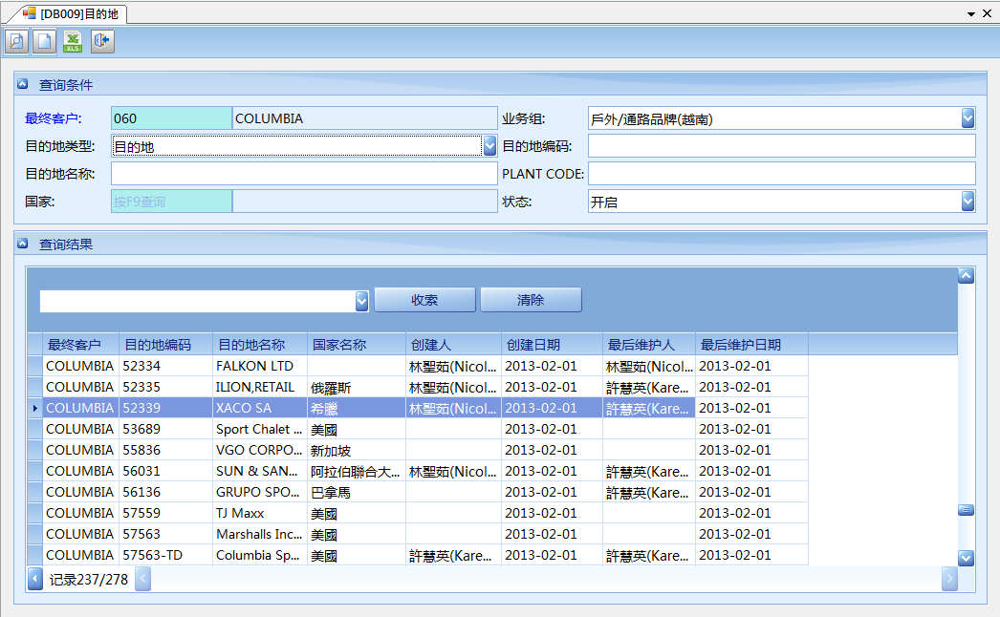 [DB009]目的地
XLS
查询条件
最终客户: 060 COLUMBIA 业务组: 戶外/通路品牌(越南)
目的地类型: 目的地 目的地编码:
目的地名称: PLANT CODE:
国家: 按F9查询 状态: 开启
查询结果
收索 清除
最终客户 目的地编码 目的地名称 国家名称 创建人 创建日期 最后维护人 最后维护日期
COLUMBIA 52334 FALKON LTD 林聖茹(Nicol... 2013-02-01 林聖茹(Nicol... 2013-02-01
COLUMBIA 52335 ILION,RETAIL 俄羅斯 林聖茹(Nicol... 2013-02-01 許慧英(Kare... 2013-02-01
COLUMBIA 52339 XACO SA 希臘 林聖茹(Nicol... 2013-02-01 許慧英(Kare... 2013-02-01
COLUMBIA 53689 Sport Chalet ... 美國 2013-02-01 2013-02-01
COLUMBIA 55836 VGO CORPO... 新加坡 2013-02-01 2013-02-01
COLUMBIA 56031 SUN & SAN... 阿拉伯聯合大... 林聖茹(Nicol... 2013-02-01 許慧英(Kare... 2013-02-01
COLUMBIA 56136 GRUPO SPO... 巴拿馬 2013-02-01 許慧英(Kare... 2013-02-01
COLUMBIA 57559 TJ Maxx 美國 2013-02-01 2013-02-01
COLUMBIA 57563 Marshalls Inc... 美國 2013-02-01 2013-02-01
COLUMBIA 57563-TD Columbia Sp... 美國 許慧英(Kare... 2013-02-01 許慧英(Kare... 2013-02-01
记录237/278